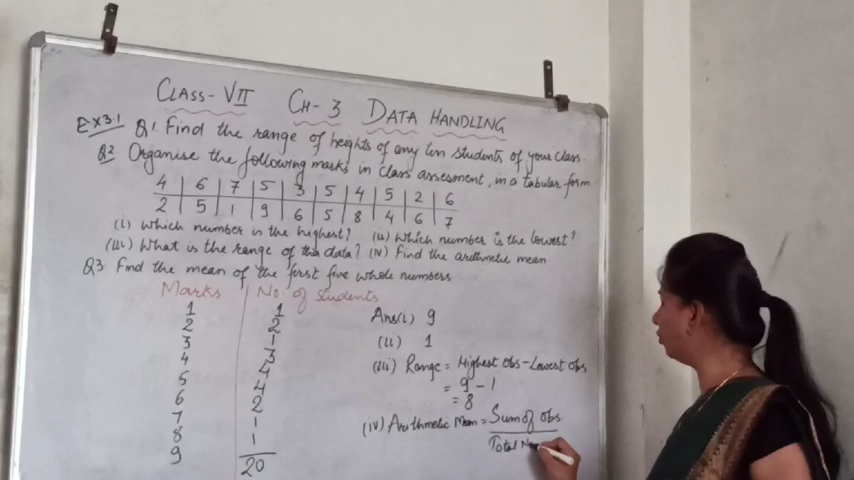 CLASS-VII CH-3 DATA HANDLING
Ex3.1 Q1. Find the range of heights of any ten students of your class.
Q2 Organise the following marks in class assesment, in a tabular form
4 | 6 | 7 | 5 | 3 | 5 | 4 | 5 | 2 | 6
2 | 5 | 1 | 9 | 6 | 5 | 8 | 4 | 6 | 7
(i) which number is the highest? (ii) Which number is the lowest?
(iii) What is the range of the data? (iv) Find the arithmetic mean
Q3. Find the mean of the first five whole numbers
Marks | No. of students
1 | 1
2 | 2
3 | 1
4 | 3
5 | 4
6 | 4
7 | 2
8 | 1
9 | 1
20
Ans(i) 9
(ii) 1
(iii) Range = Highest obs - Lowest obs
= 9 - 1
= 8
(iv) Arithmetic Mean = Sum of obs
Total